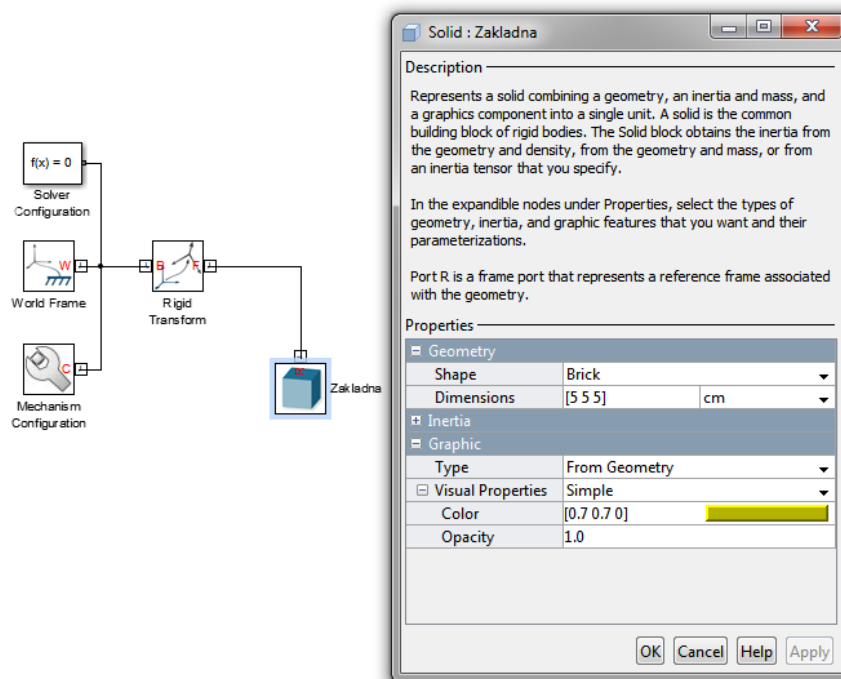 f(x) = 0
Solver
Configuration
W
World Frame
B
F
Rigid
Transform
C
Mechanism
Configuration
Zakladna
Solid : Zakladna
Description
Represents a solid combining a geometry, an inertia and mass, and
a graphics component into a single unit. A solid is the common
building block of rigid bodies. The Solid block obtains the inertia from
the geometry and density, from the geometry and mass, or from
an inertia tensor that you specify.
In the expandible nodes under Properties, select the types of
geometry, inertia, and graphic features that you want and their
parameterizations.
Port R is a frame port that represents a reference frame associated
with the geometry.
Properties
Geometry
Shape Brick
Dimensions [5 5 5] cm
Inertia
Graphic
Type From Geometry
Visual Properties Simple
Color [0.7 0.7 0]
Opacity 1.0
OK Cancel Help Apply